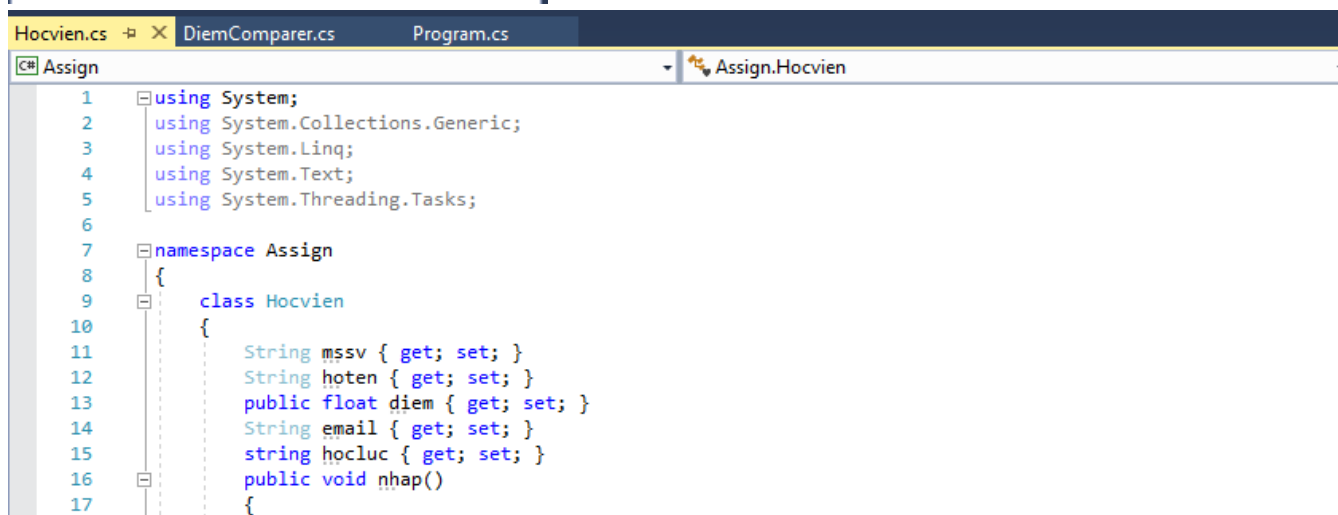 Hocvien.cs DiemComparer.cs Program.cs
C# Assign Assign.Hocvien
1 using System;
2 using System.Collections.Generic;
3 using System.Linq;
4 using System.Text;
5 using System.Threading.Tasks;
6
7 namespace Assign
8 {
9 class Hocvien
10 {
11 String mssv { get; set; }
12 String hoten { get; set; }
13 public float diem { get; set; }
14 String email { get; set; }
15 string hocluc { get; set; }
16 public void nhap()
17 {